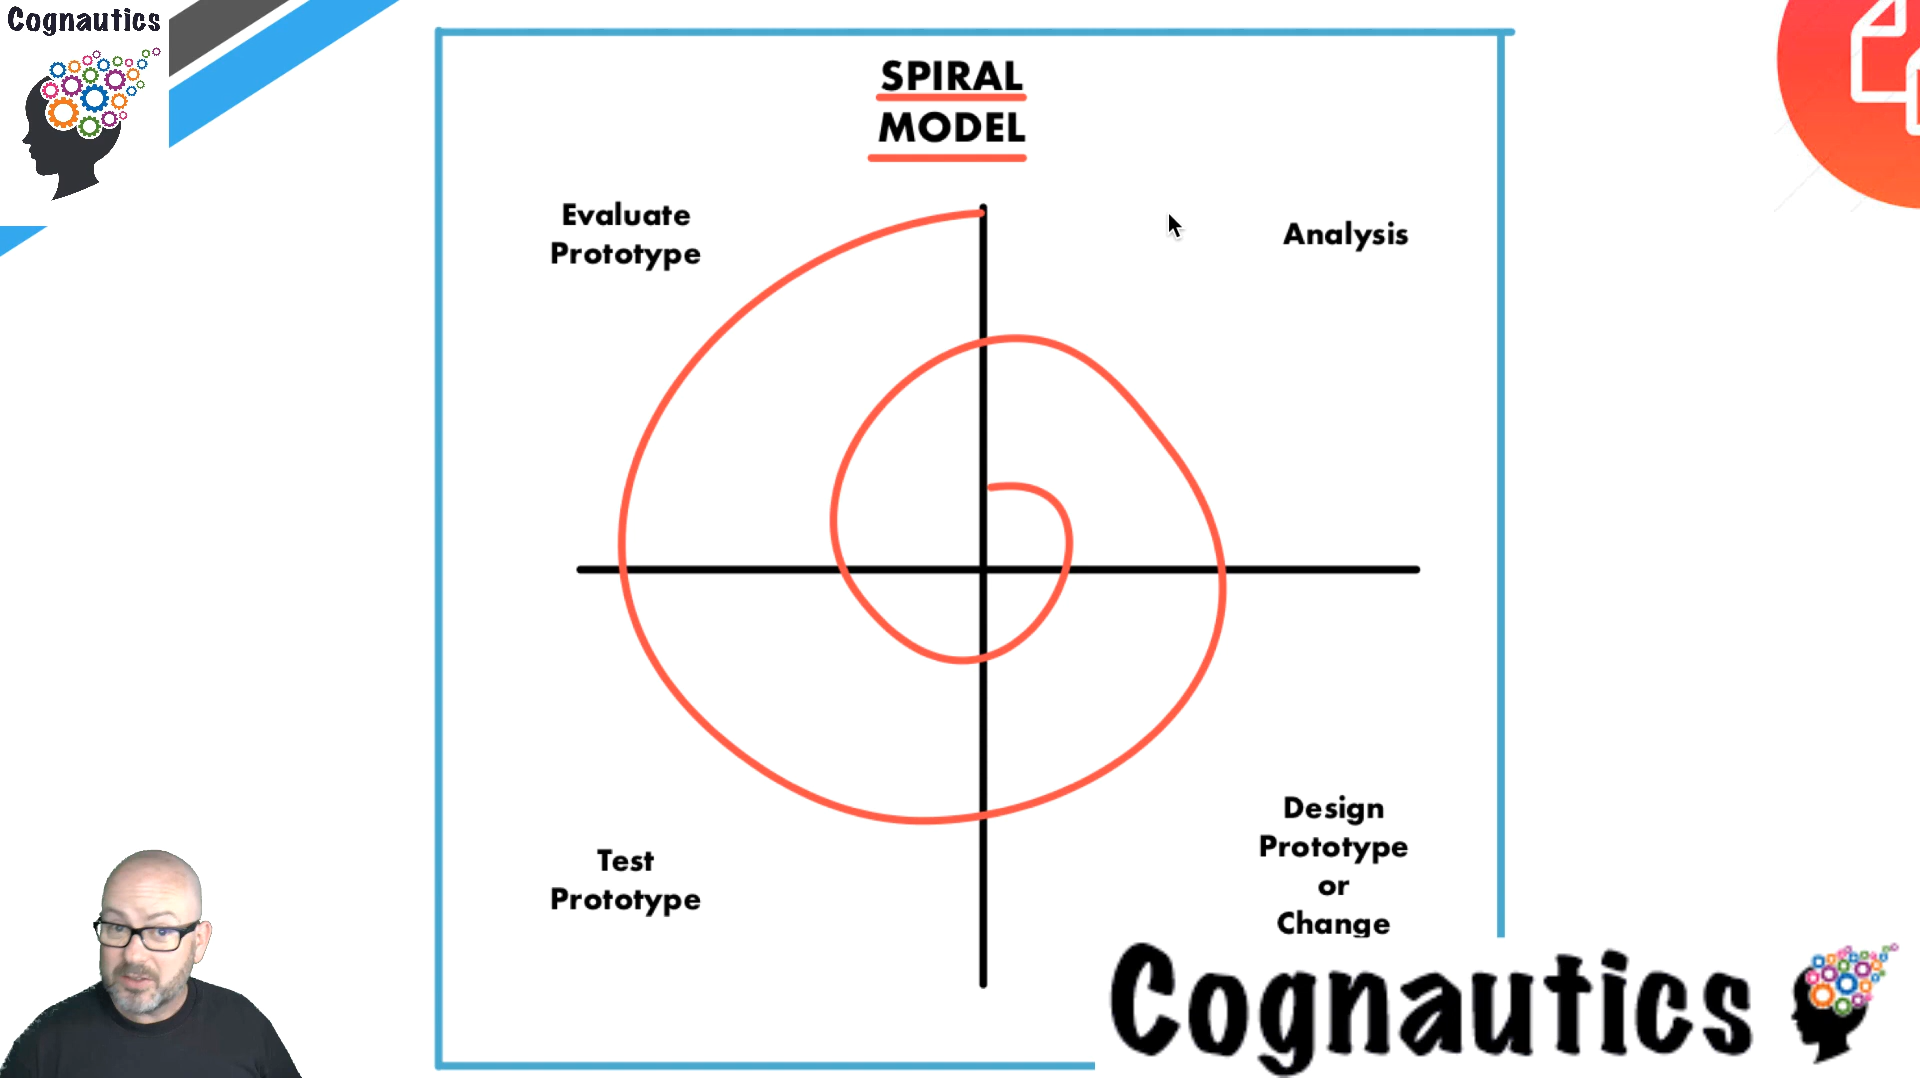 Cognautics
SPIRAL
MODEL
Evaluate
Prototype
Analysis
Test
Prototype
Design
Prototype
or
Change
Cognautics